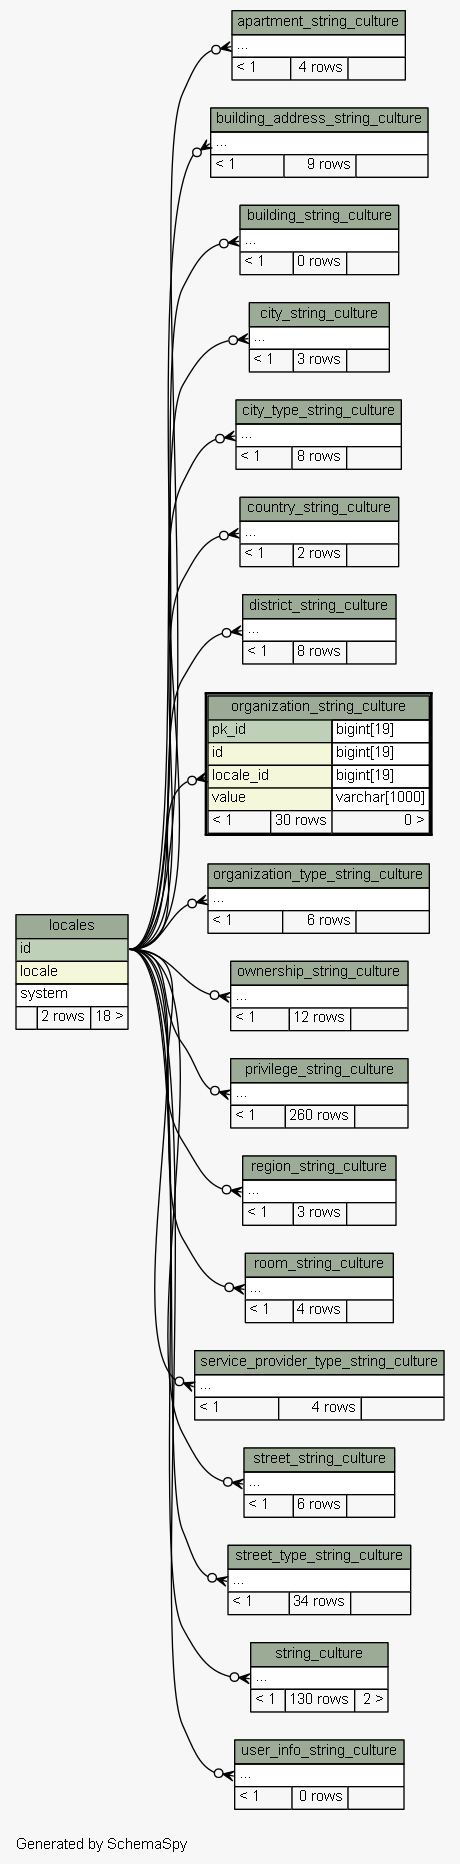 apartment_string_culture
...
< 1 4 rows
building_address_string_culture
...
< 1 9 rows
building_string_culture
...
< 1 0 rows
city_string_culture
...
< 1 3 rows
city_type_string_culture
...
< 1 8 rows
country_string_culture
...
< 1 2 rows
district_string_culture
...
< 1 8 rows
organization_string_culture
pk_id bigint[19]
id bigint[19]
locale_id bigint[19]
value varchar[1000]
< 1 30 rows 0 >
organization_type_string_culture
...
< 1 6 rows
locales
id
locale
system
2 rows 18 >
ownership_string_culture
...
< 1 12 rows
privilege_string_culture
...
< 1 260 rows
region_string_culture
...
< 1 3 rows
room_string_culture
...
< 1 4 rows
service_provider_type_string_culture
...
< 1 4 rows
street_string_culture
...
< 1 6 rows
street_type_string_culture
...
< 1 34 rows
string_culture
...
< 1 130 rows 2 >
user_info_string_culture
...
< 1 0 rows
Generated by SchemaSpy